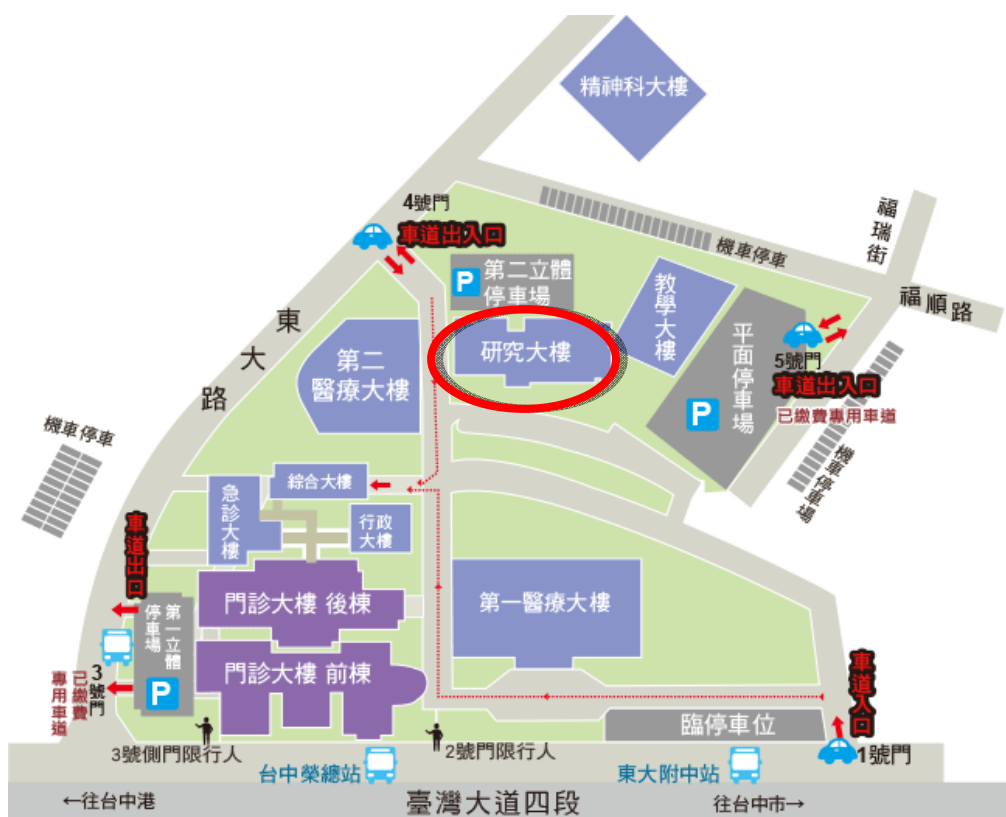 精神科大樓
4號門
車道出入口
福瑞街
機車停車
P
第二立體
停車場
教學大樓
福順路
東大路
研究大樓
第二
醫療大樓
平面停車場
P
5號門
車道出入口
已繳費專用車道
機車停車
機車停車場
綜合大樓
急診大樓
行政
大樓
車道出口
門診大樓 後棟
第一醫療大樓
第一立體
停車場
P
門診大樓 前棟
3號門
已繳費
專用車道
車道入口
臨停車位
3號側門限行人
2號門限行人
1號門
台中榮總站
東大附中站
←往台中港
臺灣大道四段
往台中市→